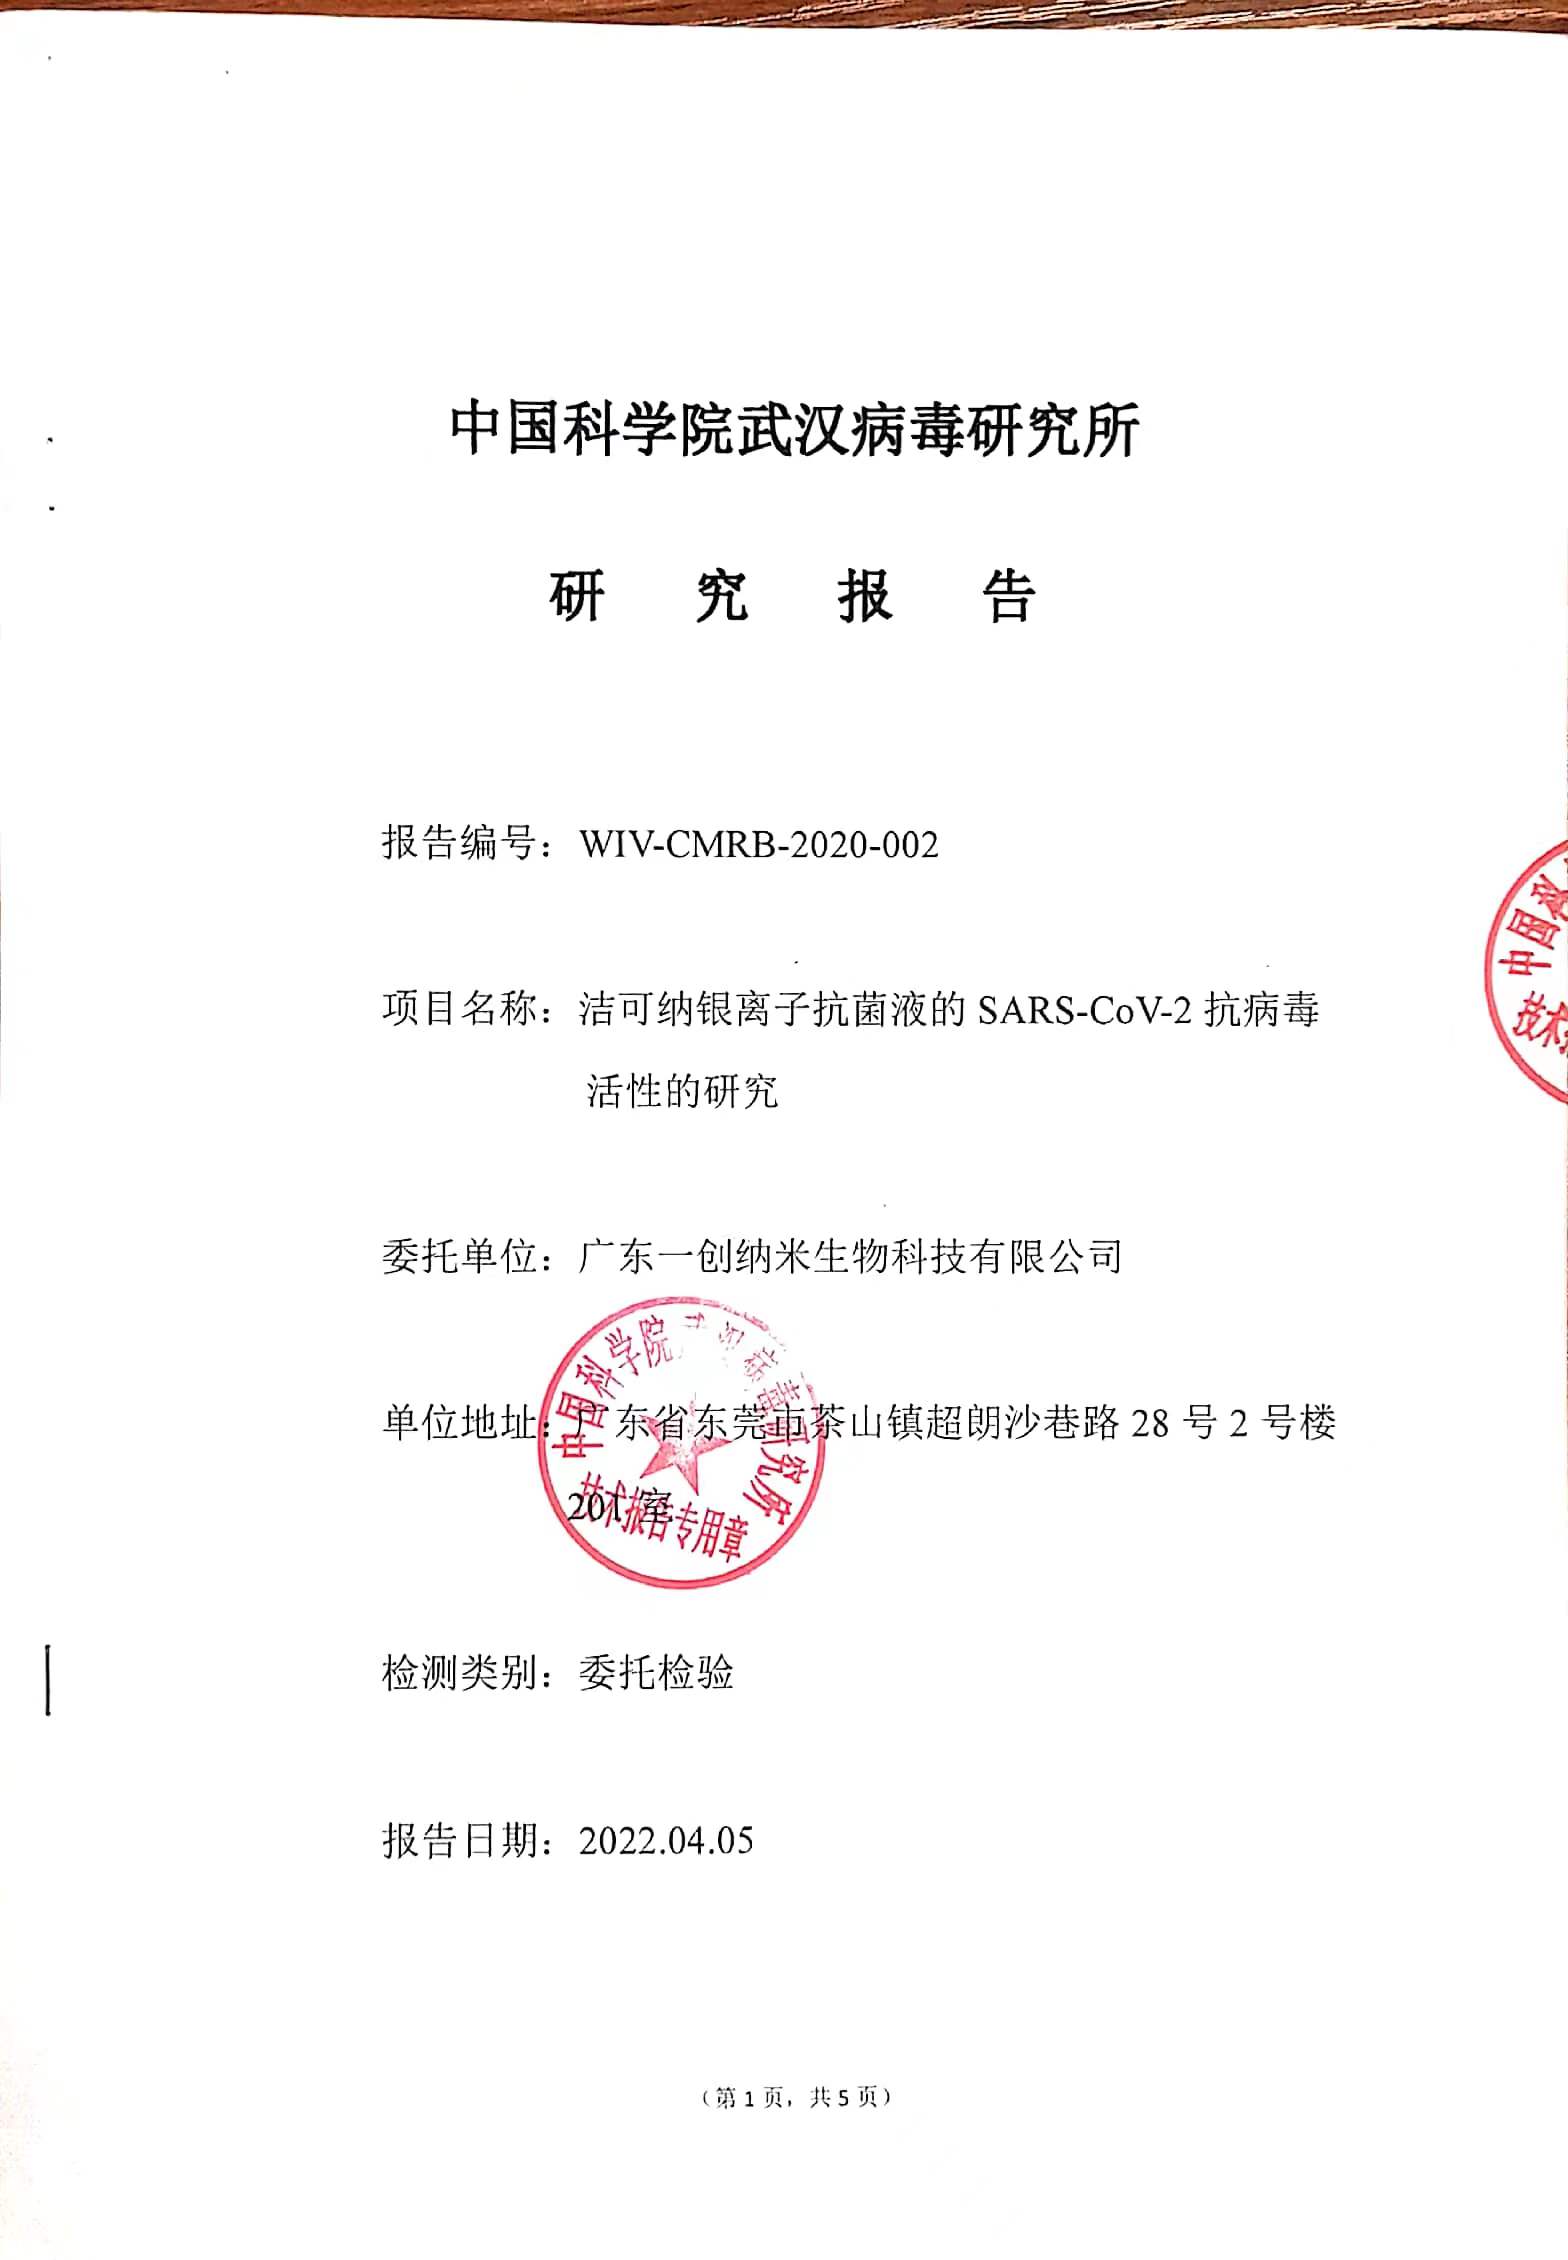 中国科学院武汉病毒研究所
研究报告
报告编号：WIV-CMRB-2020-002
项目名称：洁可纳银离子抗菌液的 SARS-CoV-2 抗病毒
活性的研究
委托单位：广东一创纳米生物科技有限公司
单位地址：广东省东莞市茶山镇超朗沙巷路 28 号 2 号楼
201 室
中国科学院武汉病毒研究所
技术报告专用章
检测类别：委托检验
报告日期：2022.04.05
（第 1 页，共 5 页）
中国科
技术